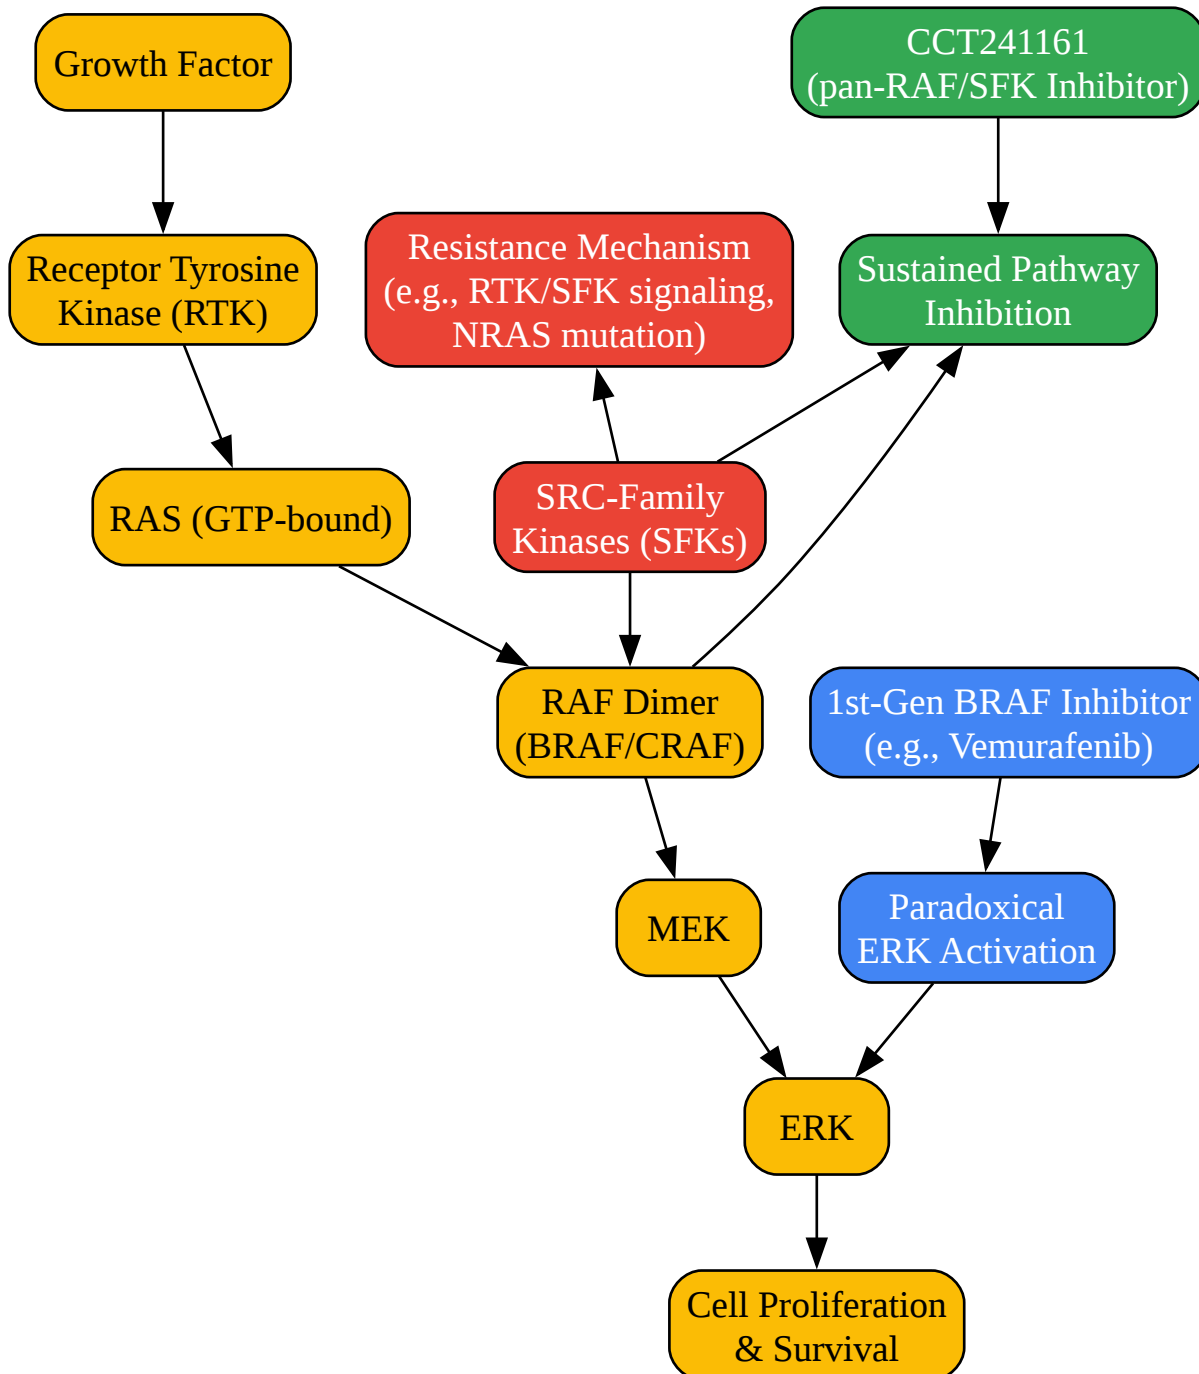 Growth Factor
CCT241161
(pan-RAF/SFK Inhibitor)
Receptor Tyrosine
Kinase (RTK)
Resistance Mechanism
(e.g., RTK/SFK signaling,
NRAS mutation)
Sustained Pathway
Inhibition
RAS (GTP-bound)
SRC-Family
Kinases (SFKs)
RAF Dimer
(BRAF/CRAF)
1st-Gen BRAF Inhibitor
(e.g., Vemurafenib)
MEK
Paradoxical
ERK Activation
ERK
Cell Proliferation
& Survival